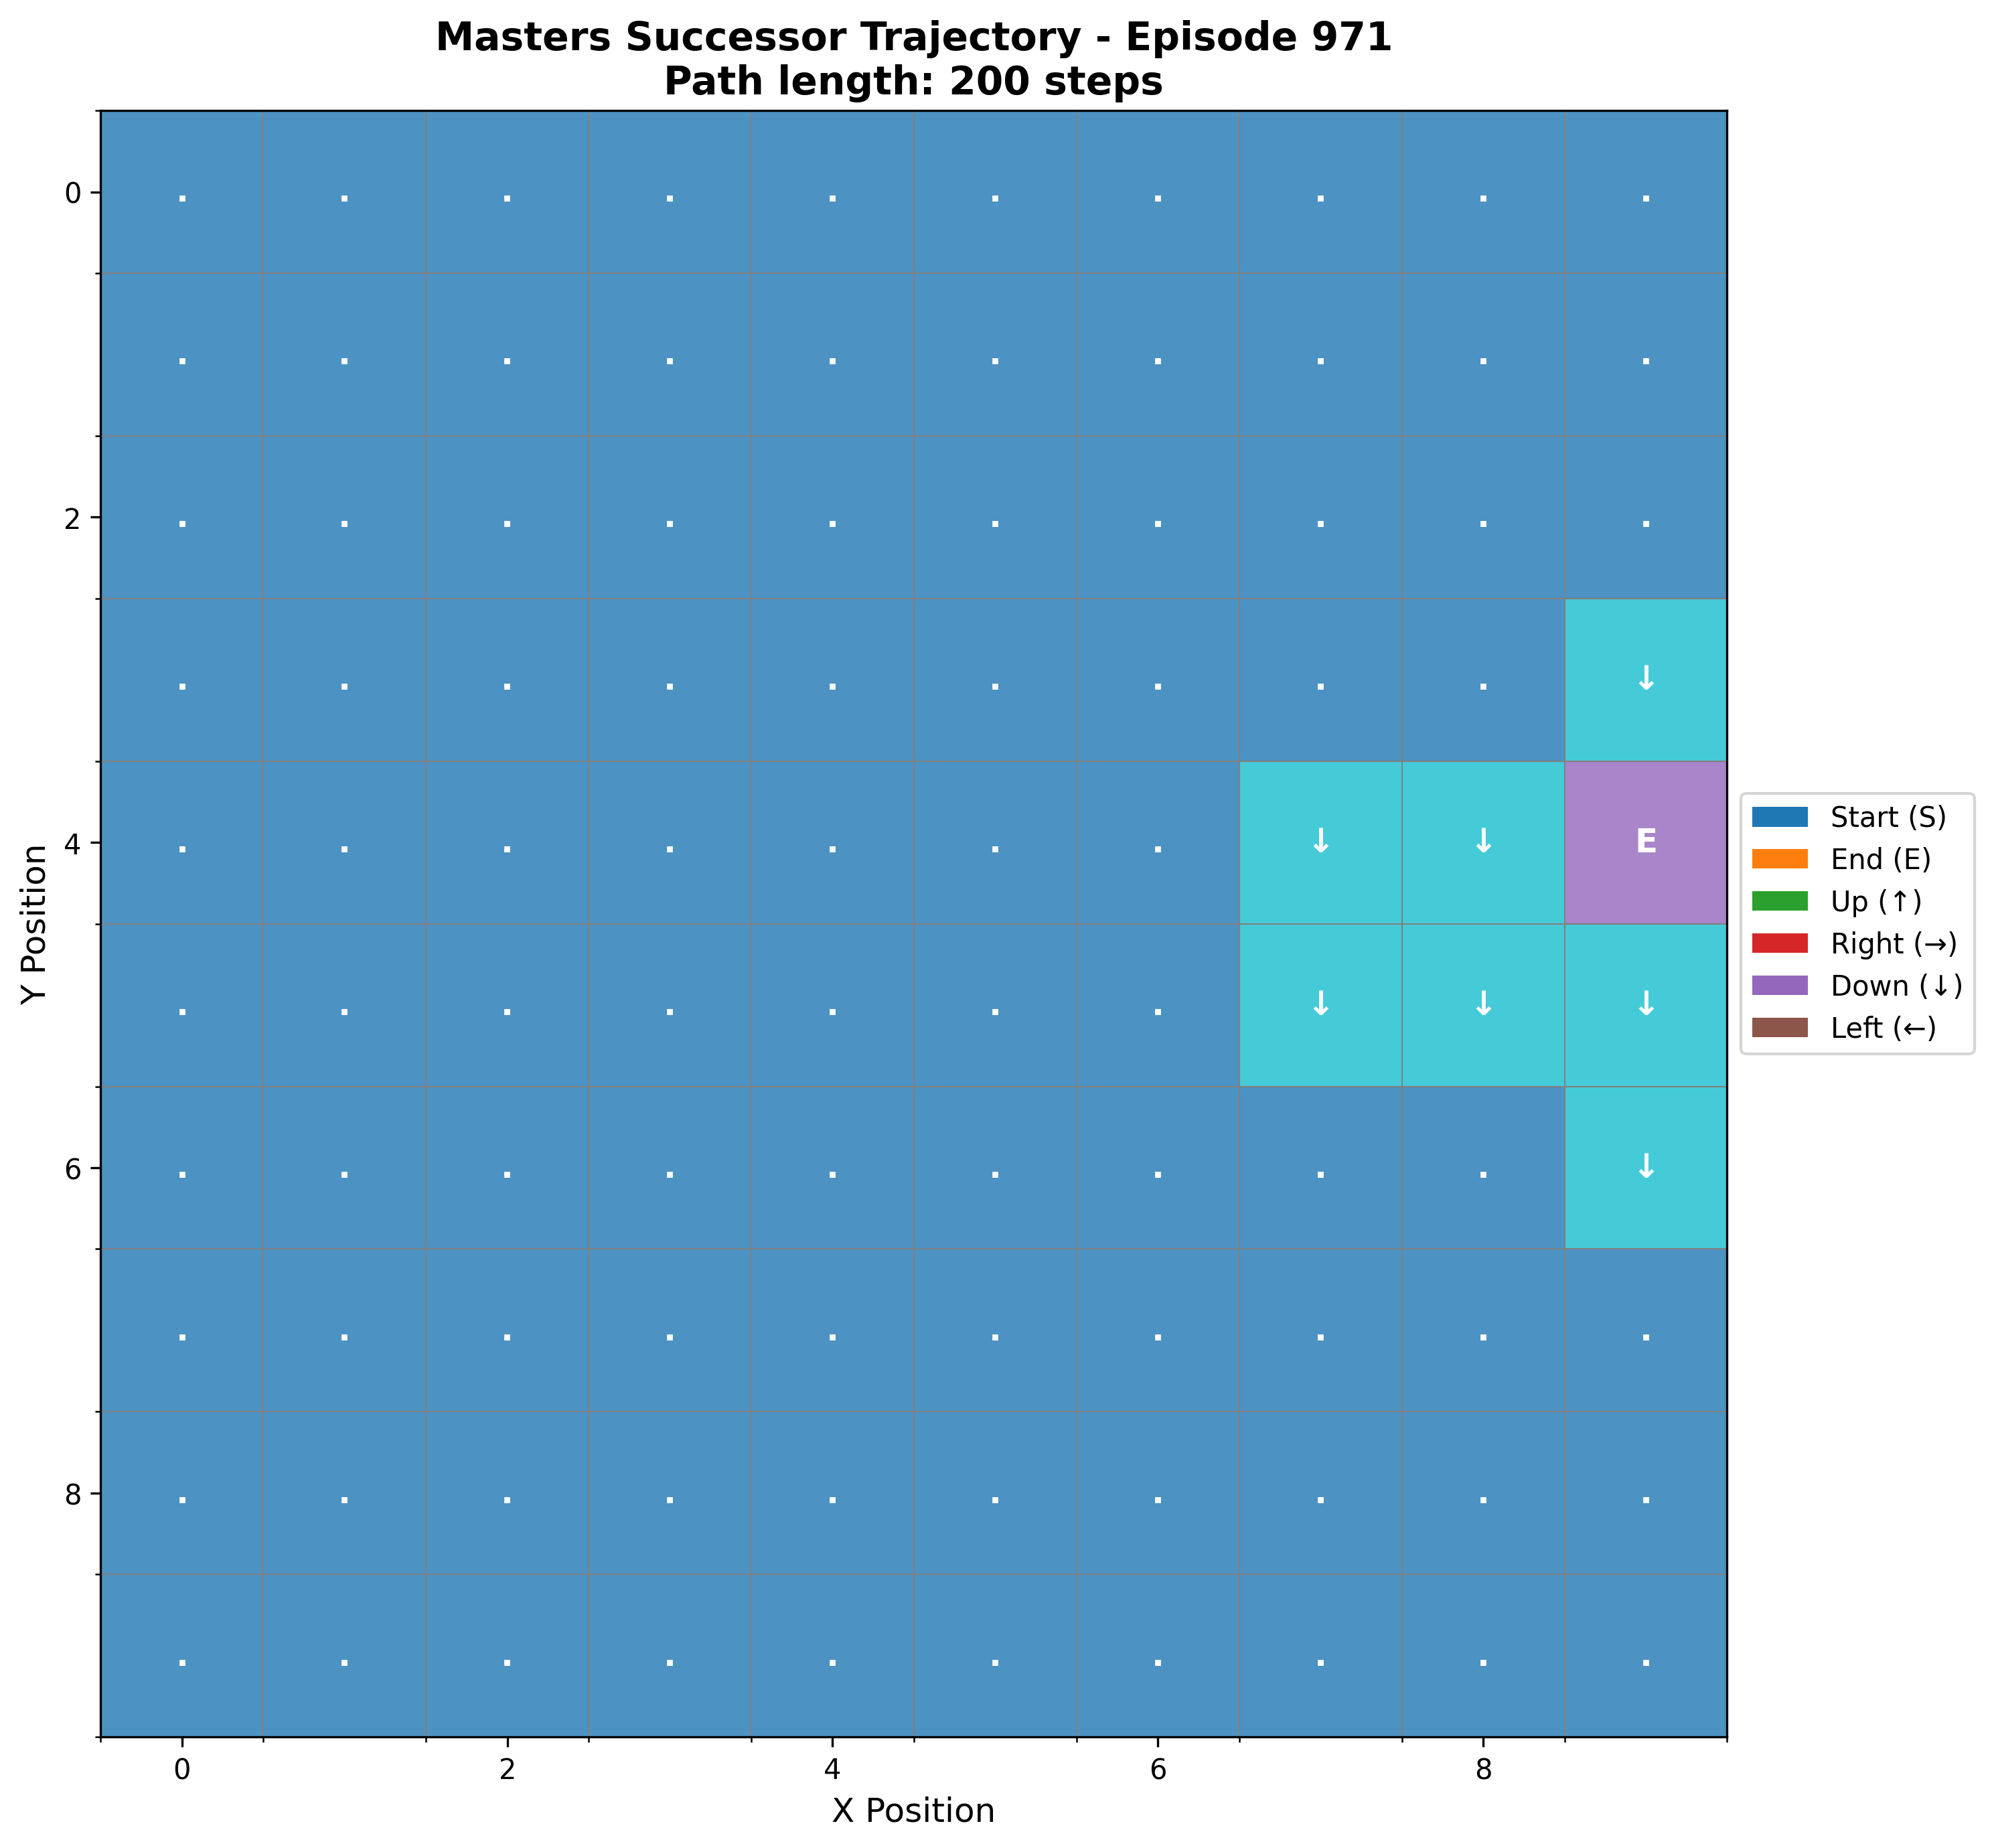 Masters Successor Trajectory - Episode 971
Path length: 200 steps
0
2
↓
4
↓ ↓ E
↓ ↓ ↓
6
↓
8
0 2 4 6 8
X Position
Y Position
Start (S)
End (E)
Up (↑)
Right (→)
Down (↓)
Left (←)